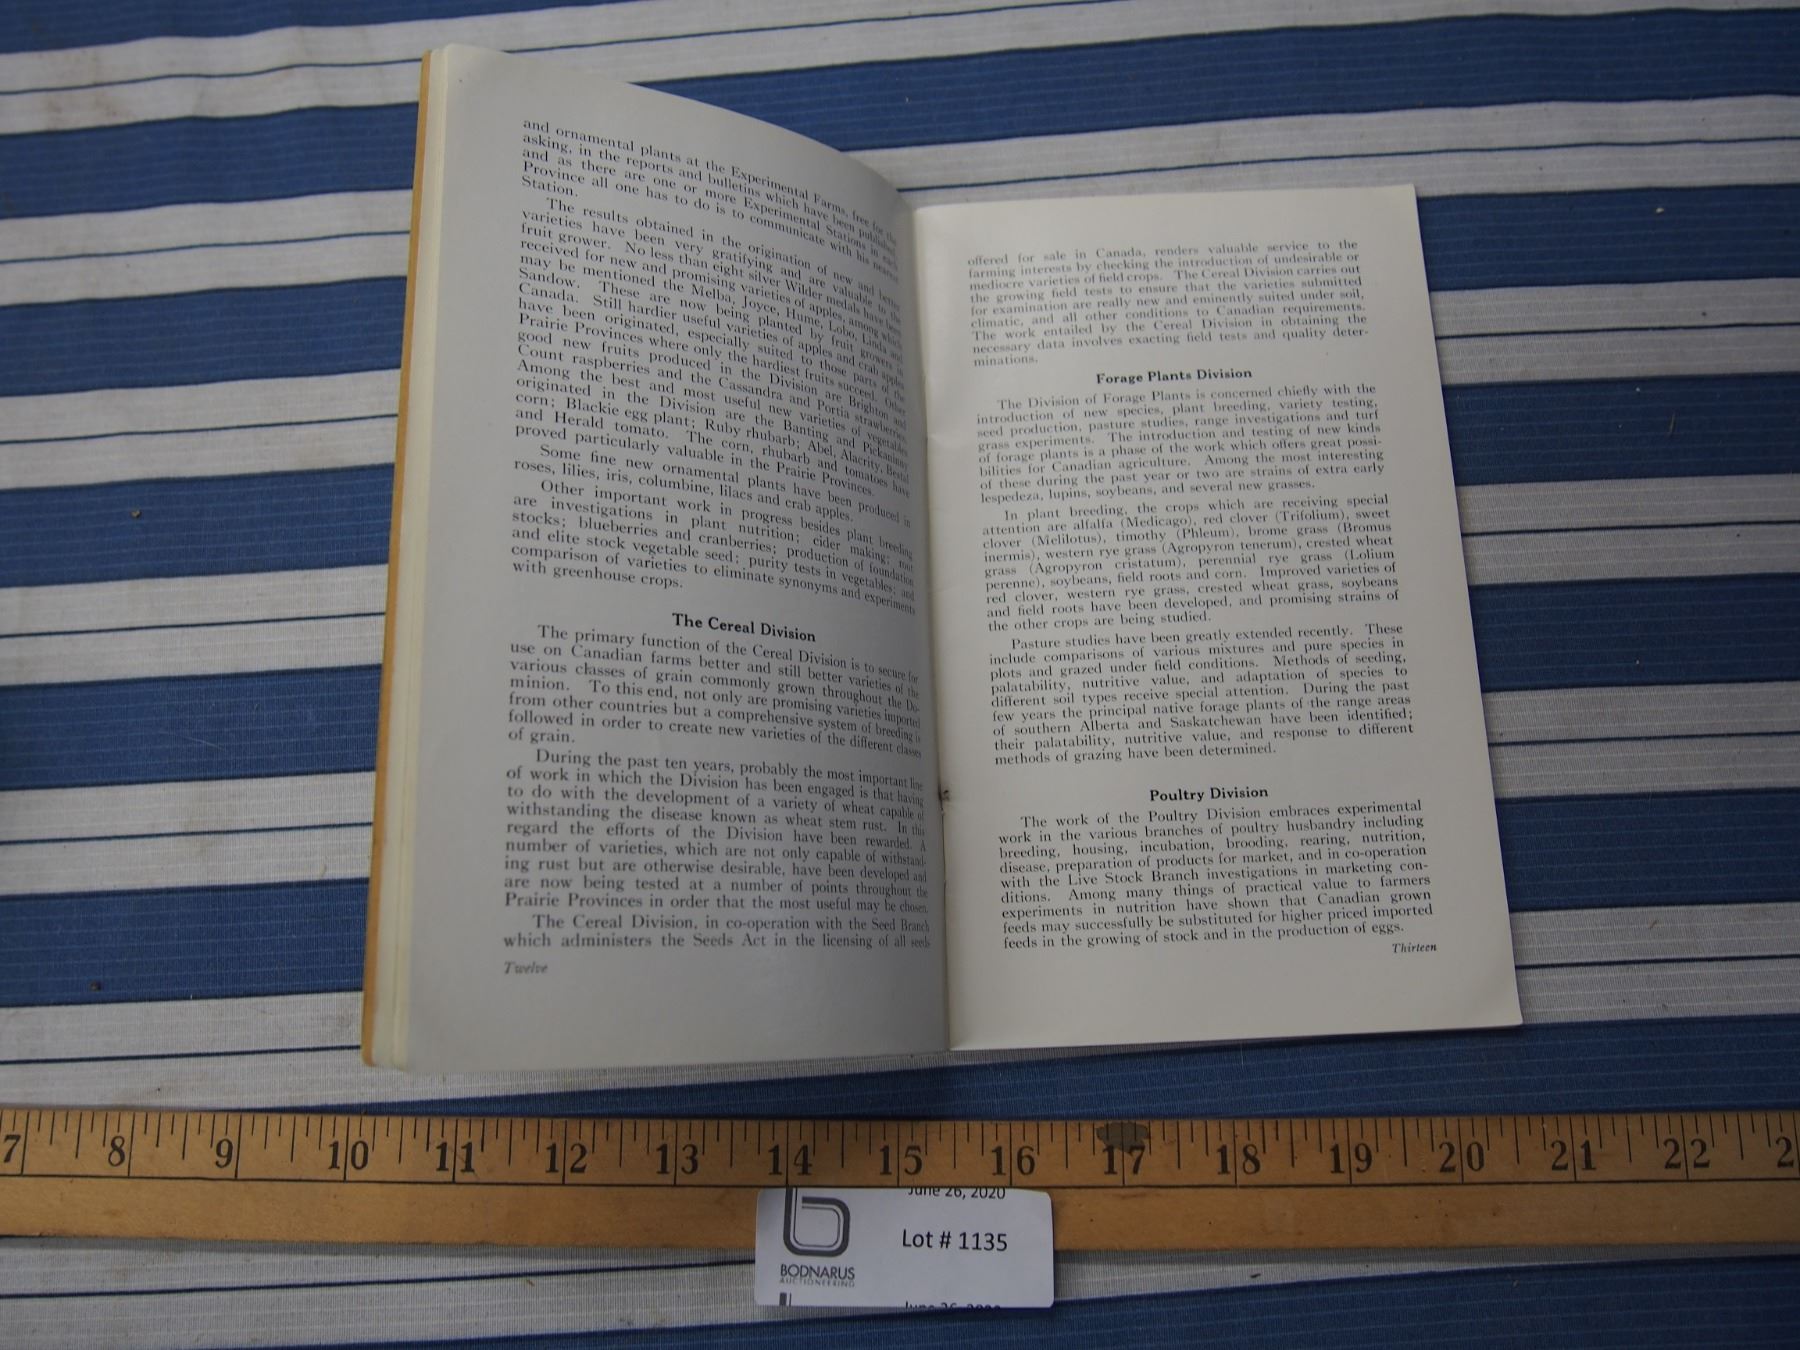 and ornamental plants at the Experimental Farms, free for the
asking, in the reports and bulletins which have been published
and as there are one or more Experimental Stations in each
Province all one has to do is to communicate with his nearest
Station.
The results obtained in the origination of new and better
varieties have been very gratifying and are valuable to the
fruit grower. No less than eight silver Wilder medals have been
received for new and promising varieties of apples, among which
may be mentioned the Melba, Joyce, Hume, Lobo, Linda and
Sandow. These are now being planted by fruit growers in
Canada. Still hardier useful varieties of apples and crab apples
have been originated, especially suited to those parts of the
Prairie Provinces where only the hardiest fruits succeed. Other
good new fruits produced in the Division are Brighton and
Count raspberries and the Cassandra and Portia strawberries.
Among the best and most useful new varieties of vegetables
originated in the Division are the Banting and Pickaninny
corn; Blackie egg plant; Ruby rhubarb; Abel, Alacrity, Bestal
and Herald tomato. The corn, rhubarb and tomatoes have
proved particularly valuable in the Prairie Provinces.
Some fine new ornamental plants have been produced in
roses, lilies, iris, columbine, lilacs and crab apples.
Other important work in progress besides plant breeding
are investigations in plant nutrition; cider making; root
stocks; blueberries and cranberries; production of foundation
and elite stock vegetable seed; purity tests in vegetables; and
comparison of varieties to eliminate synonyms and experiments
with greenhouse crops.
The Cereal Division
The primary function of the Cereal Division is to secure for
use on Canadian farms better and still better varieties of the
various classes of grain commonly grown throughout the Do-
minion. To this end, not only are promising varieties imported
from other countries but a comprehensive system of breeding is
followed in order to create new varieties of the different classes
of grain.
During the past ten years, probably the most important line
of work in which the Division has been engaged is that having
to do with the development of a variety of wheat capable of
withstanding the disease known as wheat stem rust. In this
regard the efforts of the Division have been rewarded. A
number of varieties, which are not only capable of withstand-
ing rust but are otherwise desirable, have been developed and
are now being tested at a number of points throughout the
Prairie Provinces in order that the most useful may be chosen.
The Cereal Division, in co-operation with the Seed Branch
which administers the Seeds Act in the licensing of all seeds
Twelve
offered for sale in Canada, renders valuable service to the
farming interests by checking the introduction of undesirable or
mediocre varieties of field crops. The Cereal Division carries out
the growing field tests to ensure that the varieties submitted
for examination are really new and eminently suited under soil,
climatic, and all other conditions to Canadian requirements.
The work entailed by the Cereal Division in obtaining the
necessary data involves exacting field tests and quality deter-
minations.
Forage Plants Division
The Division of Forage Plants is concerned chiefly with the
introduction of new species, plant breeding, variety testing,
seed production, pasture studies, range investigations and turf
grass experiments. The introduction and testing of new kinds
of forage plants is a phase of the work which offers great possi-
bilities for Canadian agriculture. Among the most interesting
of these during the past year or two are strains of extra early
lespedeza, lupins, soybeans, and several new grasses.
In plant breeding, the crops which are receiving special
attention are alfalfa (Medicago), red clover (Trifolium), sweet
clover (Melilotus), timothy (Phleum), brome grass (Bromus
inermis), western rye grass (Agropyron tenerum), crested wheat
grass (Agropyron cristatum), perennial rye grass (Lolium
perenne), soybeans, field roots and corn. Improved varieties of
red clover, western rye grass, crested wheat grass, soybeans
and field roots have been developed, and promising strains of
the other crops are being studied.
Pasture studies have been greatly extended recently. These
include comparisons of various mixtures and pure species in
plots and grazed under field conditions. Methods of seeding,
palatability, nutritive value, and adaptation of species to
different soil types receive special attention. During the past
few years the principal native forage plants of the range areas
of southern Alberta and Saskatchewan have been identified;
their palatability, nutritive value, and response to different
methods of grazing have been determined.
Poultry Division
The work of the Poultry Division embraces experimental
work in the various branches of poultry husbandry including
breeding, housing, incubation, brooding, rearing, nutrition,
disease, preparation of products for market, and in co-operation
with the Live Stock Branch investigations in marketing con-
ditions. Among many things of practical value to farmers
experiments in nutrition have shown that Canadian grown
feeds may successfully be substituted for higher priced imported
feeds in the growing of stock and in the production of eggs.
Thirteen
7 8 9 10 11 12 13 14 15 16 17 18 19 20 21 22 2
June 26, 2020
Lot # 1135
BODNARUS
AUCTIONEERING
June 26, 2020